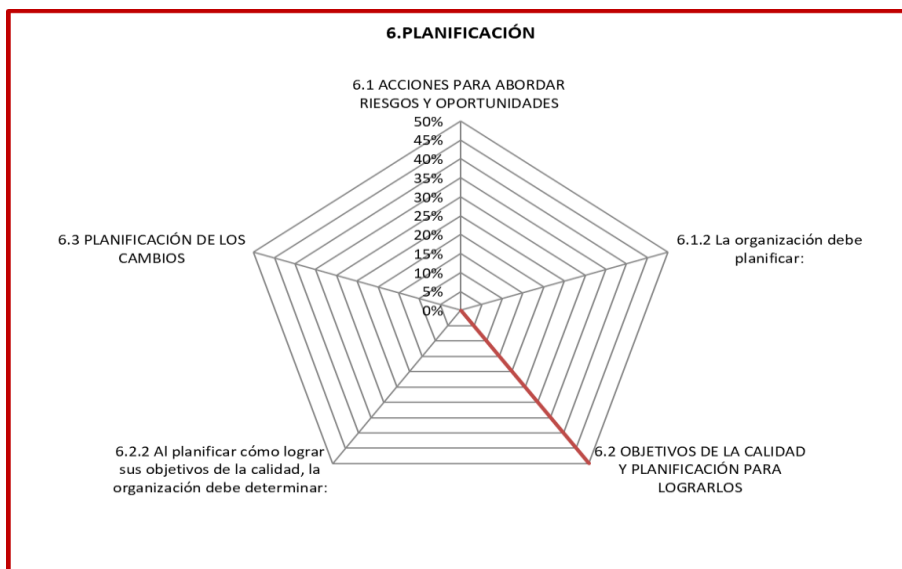 6.PLANIFICACIÓN
6.1 ACCIONES PARA ABORDAR
RIESGOS Y OPORTUNIDADES
50%
45%
40%
35%
30%
25%
20%
15%
10%
5%
0%
6.1.2 La organización debe
planificar:
6.2 OBJETIVOS DE LA CALIDAD
Y PLANIFICACIÓN PARA
LOGRARLOS
6.2.2 Al planificar cómo lograr
sus objetivos de la calidad, la
organización debe determinar:
6.3 PLANIFICACIÓN DE LOS
CAMBIOS